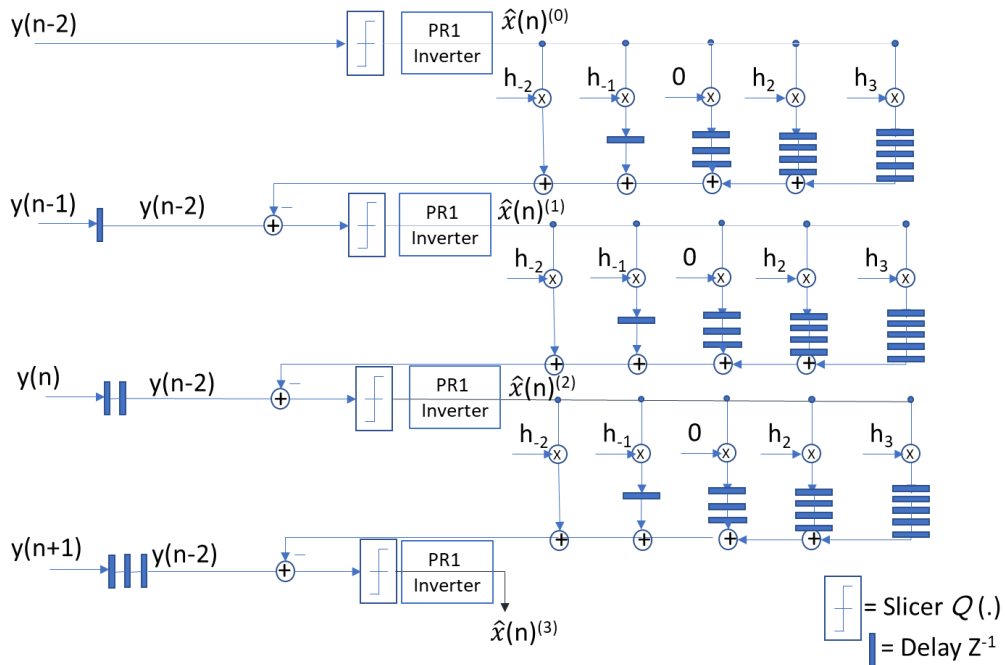 y(n-2)
PR1
Inverter
x̂(n)⁽⁰⁾
h₋₂ h₋₁ 0 h₂ h₃
x x x x x
+ + + +
y(n-1) y(n-2) + −
PR1
Inverter
x̂(n)⁽¹⁾
h₋₂ h₋₁ 0 h₂ h₃
x x x x x
+ + + +
y(n) y(n-2) + −
PR1
Inverter
x̂(n)⁽²⁾
h₋₂ h₋₁ 0 h₂ h₃
x x x x x
+ + + +
y(n+1) y(n-2) + −
PR1
Inverter
x̂(n)⁽³⁾
= Slicer Q (.)
= Delay Z⁻¹